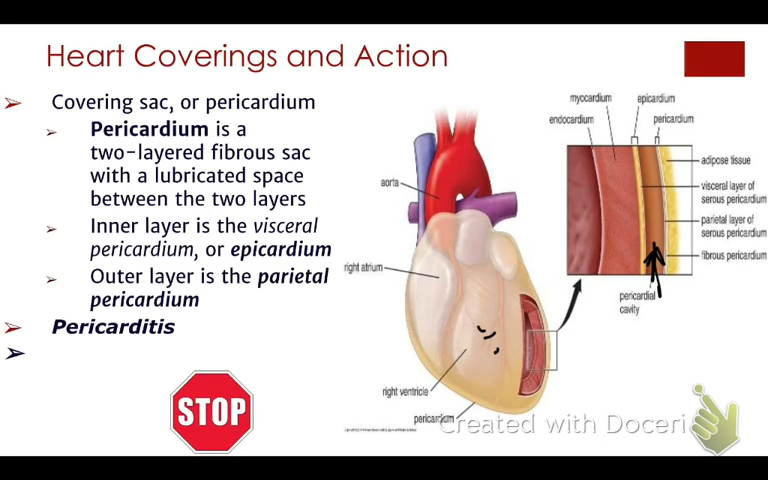 Heart Coverings and Action
➢ Covering sac, or pericardium
➢ Pericardium is a
two-layered fibrous sac
with a lubricated space
between the two layers
➢ Inner layer is the visceral
pericardium, or epicardium
➢ Outer layer is the parietal
pericardium
➢ Pericarditis
➢
STOP
aorta
right atrium
right ventricle
pericardium
myocardium
epicardium
endocardium
pericardium
adipose tissue
visceral layer of
serous pericardium
parietal layer of
serous pericardium
fibrous pericardium
pericardial
cavity
Created with Doceri